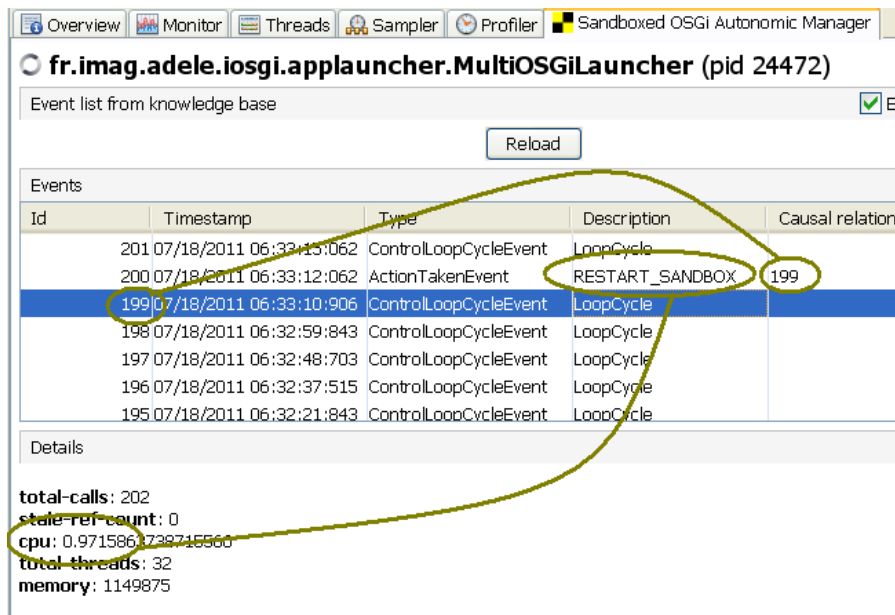 Overview Monitor Threads Sampler Profiler Sandboxed OSGi Autonomic Manager
fr.imag.adele.iosgi.applauncher.MultiOSGiLauncher (pid 24472)
Event list from knowledge base E
Reload
Events
Id Timestamp Type Description Causal relation
201 07/18/2011 06:33:15:062 ControlLoopCycleEvent LoopCycle
200 07/18/2011 06:33:12:062 ActionTakenEvent RESTART_SANDBOX 199
199 07/18/2011 06:33:10:906 ControlLoopCycleEvent LoopCycle
198 07/18/2011 06:32:59:843 ControlLoopCycleEvent LoopCycle
197 07/18/2011 06:32:48:703 ControlLoopCycleEvent LoopCycle
196 07/18/2011 06:32:37:515 ControlLoopCycleEvent LoopCycle
195 07/18/2011 06:32:21:843 ControlLoopCycleEvent LoopCycle
Details
total-calls: 202
stale-ref-count: 0
cpu:
total-threads: 32
memory: 1149875